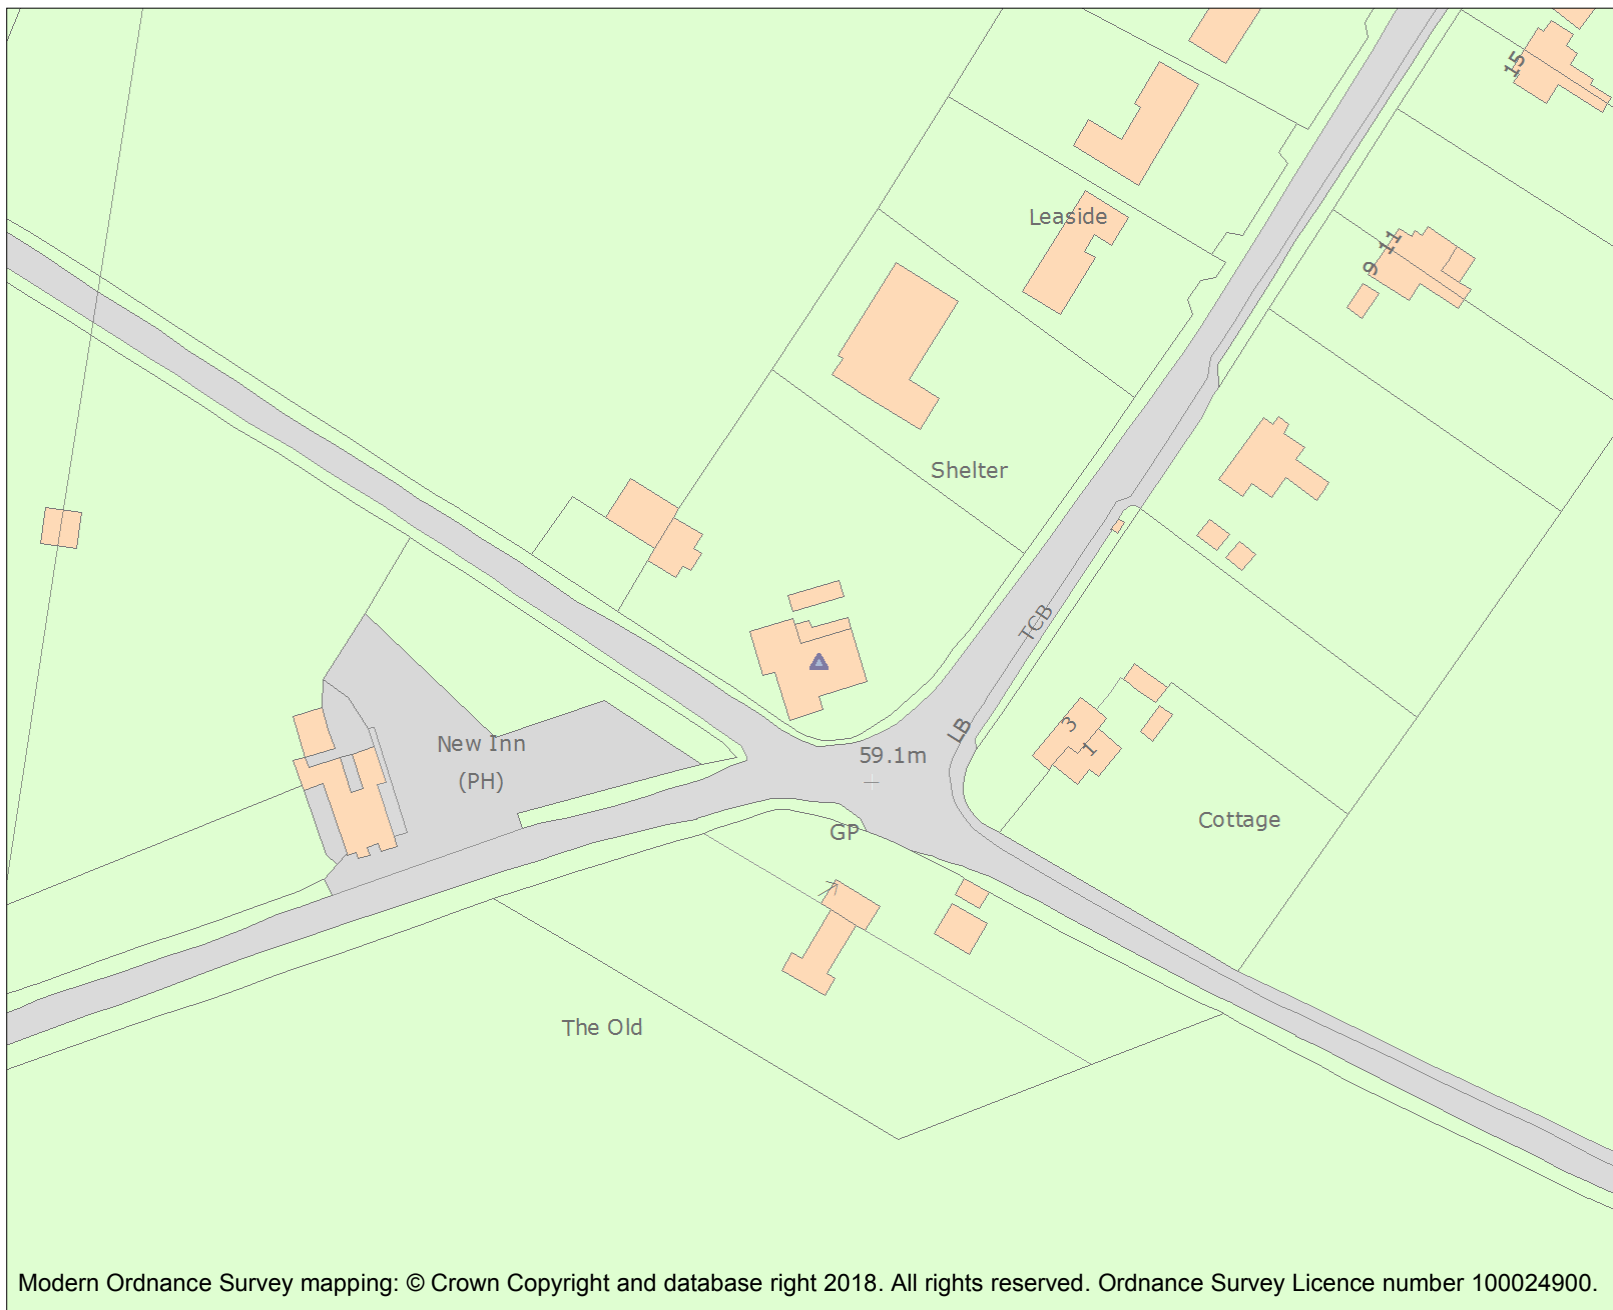 15
Leaside
11
9
Shelter
TCB
3
1
LB
New Inn
(PH)
59.1m
Cottage
GP
The Old
Modern Ordnance Survey mapping: © Crown Copyright and database right 2018. All rights reserved. Ordnance Survey Licence number 100024900.